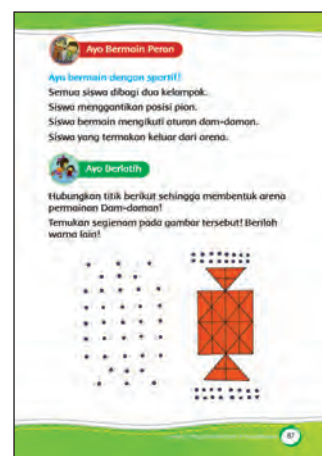 Ayo Bermain Peran
Ayo bermain dengan sportif!
Semua siswa dibagi dua kelompok.
Siswa menggantikan posisi pion.
Siswa bermain mengikuti aturan dam-daman.
Siswa yang termakan keluar dari arena.
Ayo Berlatih
Hubungkan titik berikut sehingga membentuk arena
permainan Dam-daman!
Temukan segienam pada gambar tersebut! Berilah
warna lain!
87